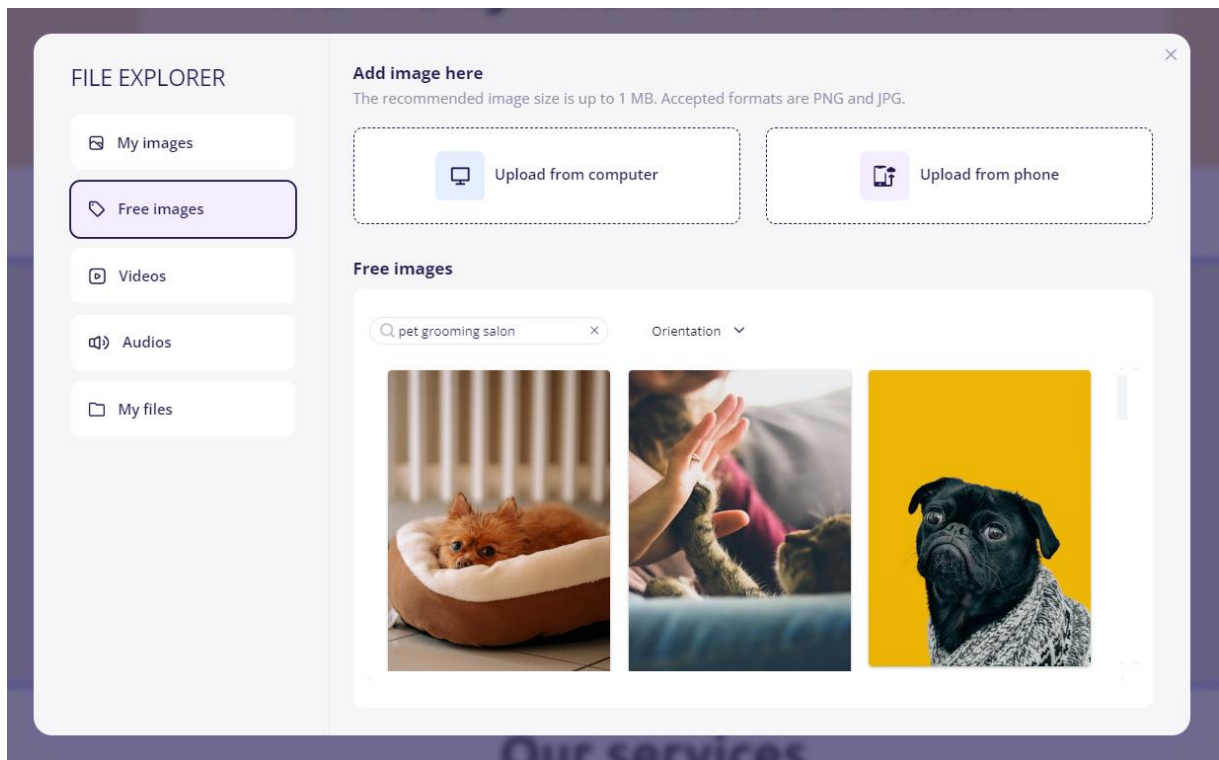 FILE EXPLORER
My images
Free images
Videos
Audios
My files
Add image here
The recommended image size is up to 1 MB. Accepted formats are PNG and JPG.
Upload from computer
Upload from phone
Free images
pet grooming salon
Orientation
Our services